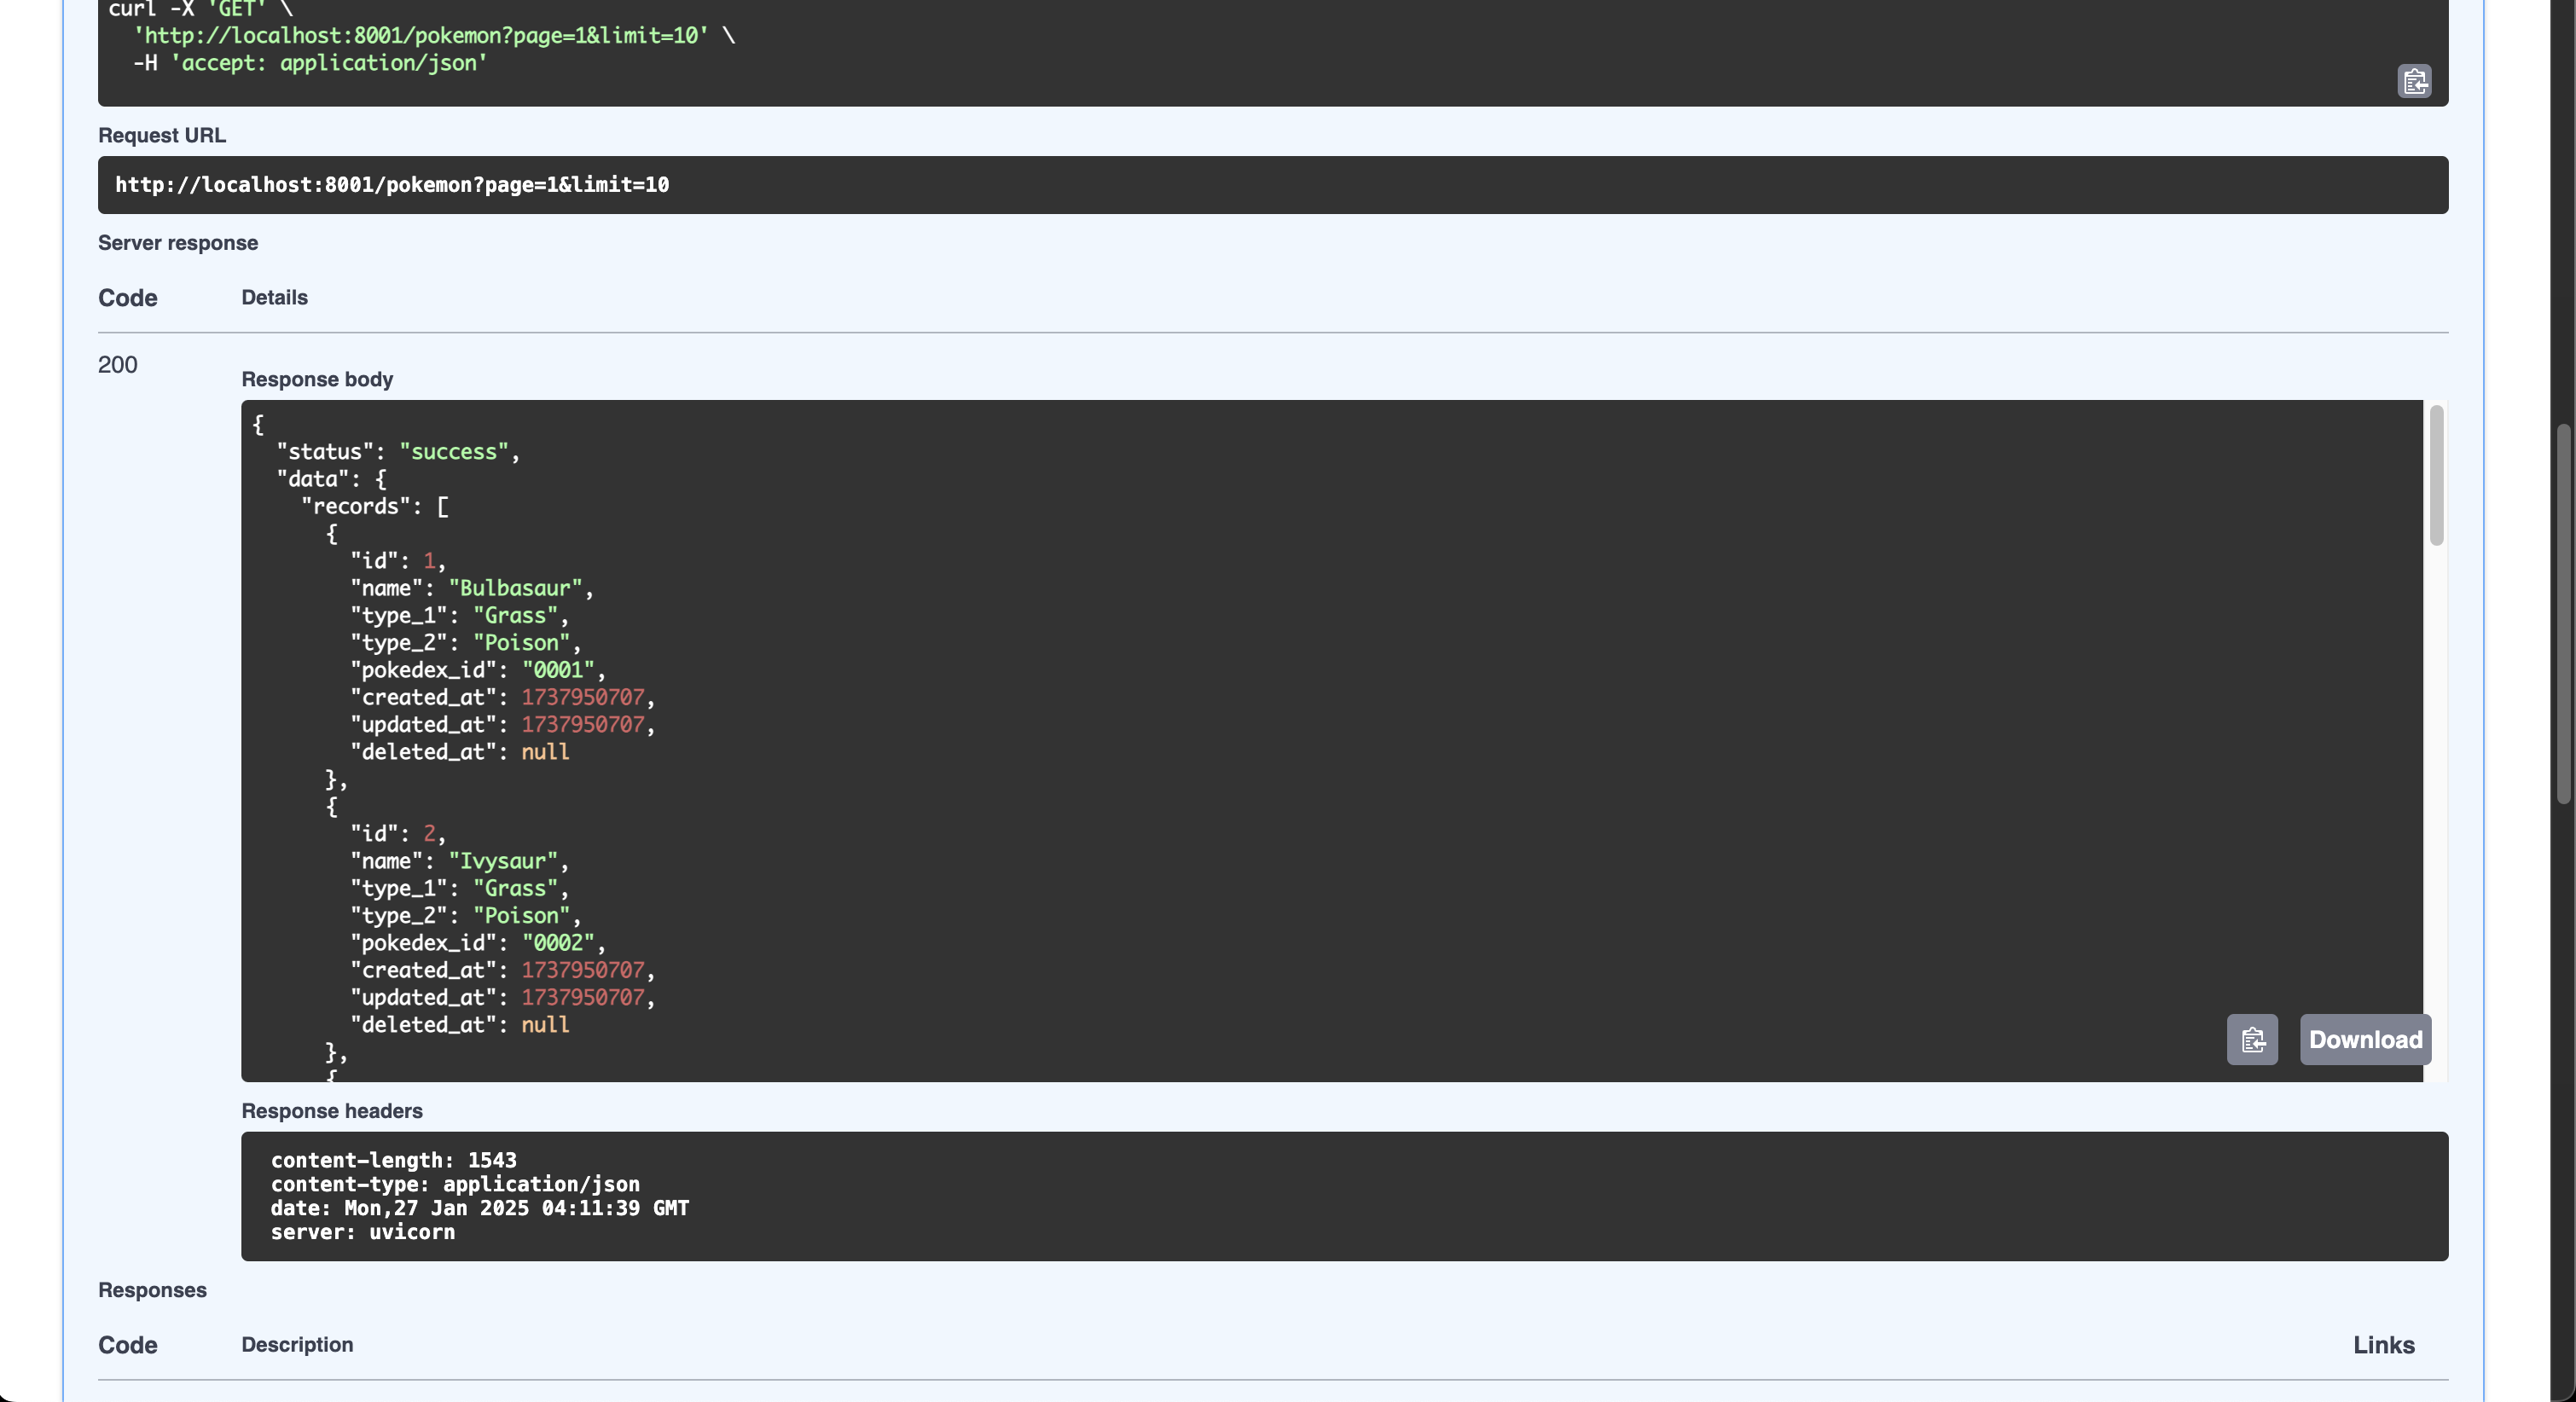 curl -X 'GET' \
  'http://localhost:8001/pokemon?page=1&limit=10' \
  -H 'accept: application/json'
Request URL
http://localhost:8001/pokemon?page=1&limit=10
Server response
Code Details
200
Response body
{
  "status": "success",
  "data": {
    "records": [
      {
        "id": 1,
        "name": "Bulbasaur",
        "type_1": "Grass",
        "type_2": "Poison",
        "pokedex_id": "0001",
        "created_at": 1737950707,
        "updated_at": 1737950707,
        "deleted_at": null
      },
      {
        "id": 2,
        "name": "Ivysaur",
        "type_1": "Grass",
        "type_2": "Poison",
        "pokedex_id": "0002",
        "created_at": 1737950707,
        "updated_at": 1737950707,
        "deleted_at": null
      },
      {
Download
Response headers
content-length: 1543
content-type: application/json
date: Mon,27 Jan 2025 04:11:39 GMT
server: uvicorn
Responses
Code Description Links